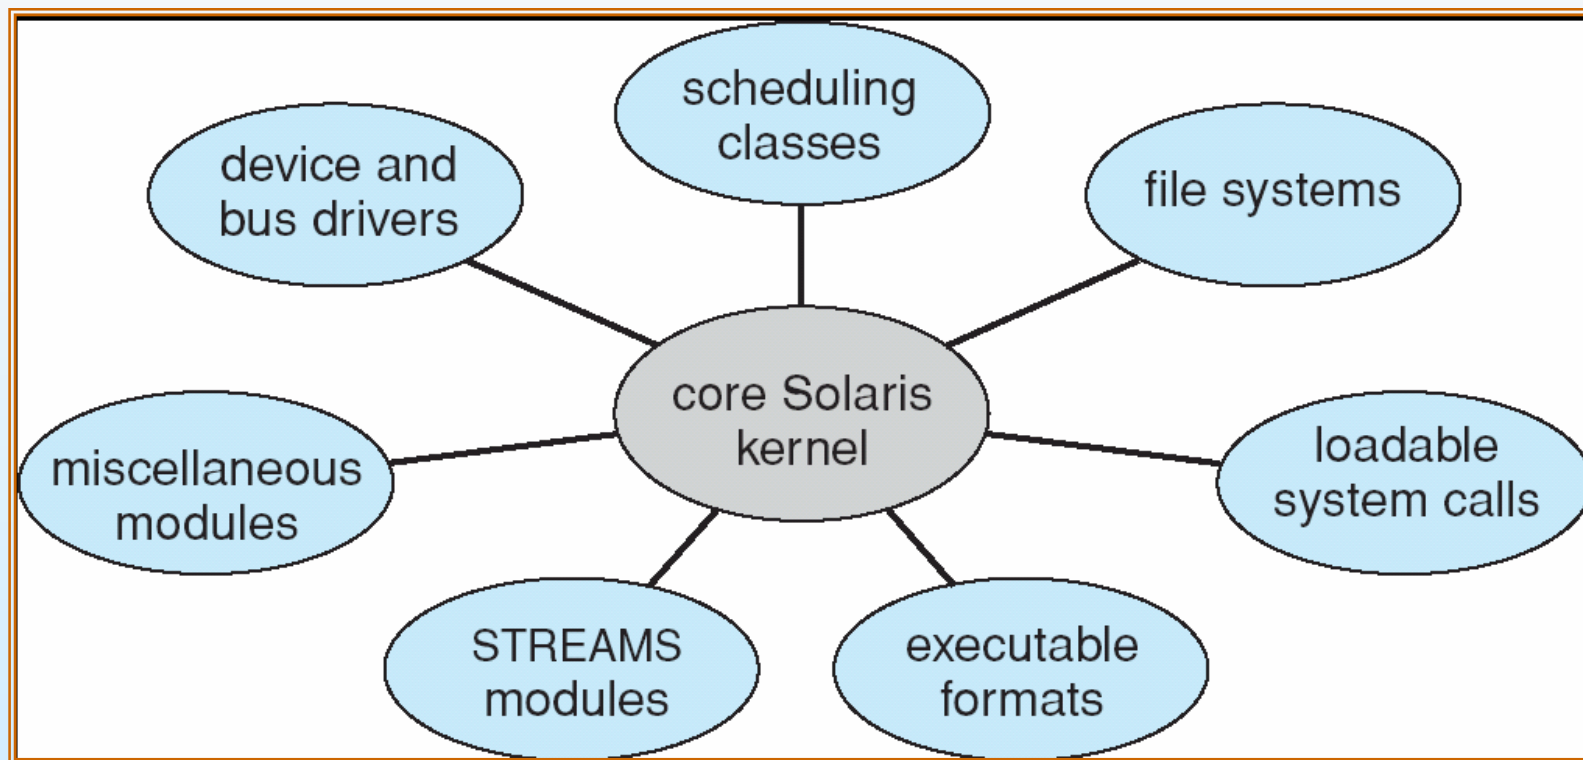 scheduling
classes
device and
bus drivers
file systems
core Solaris
kernel
miscellaneous
modules
loadable
system calls
STREAMS
modules
executable
formats